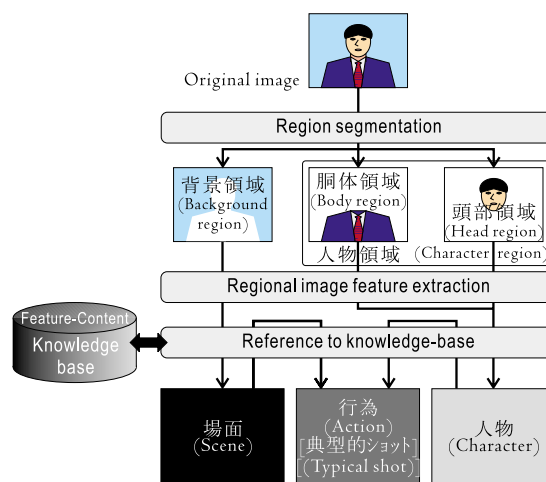 Original image
Region segmentation
背景領域
(Background
region)
胴体領域
(Body region)
頭部領域
(Head region)
人物領域 (Character region)
Regional image feature extraction
Feature-Content
Knowledge
base
Reference to knowledge-base
場面
(Scene)
行為
(Action)
[典型的ショット]
[(Typical shot)]
人物
(Character)